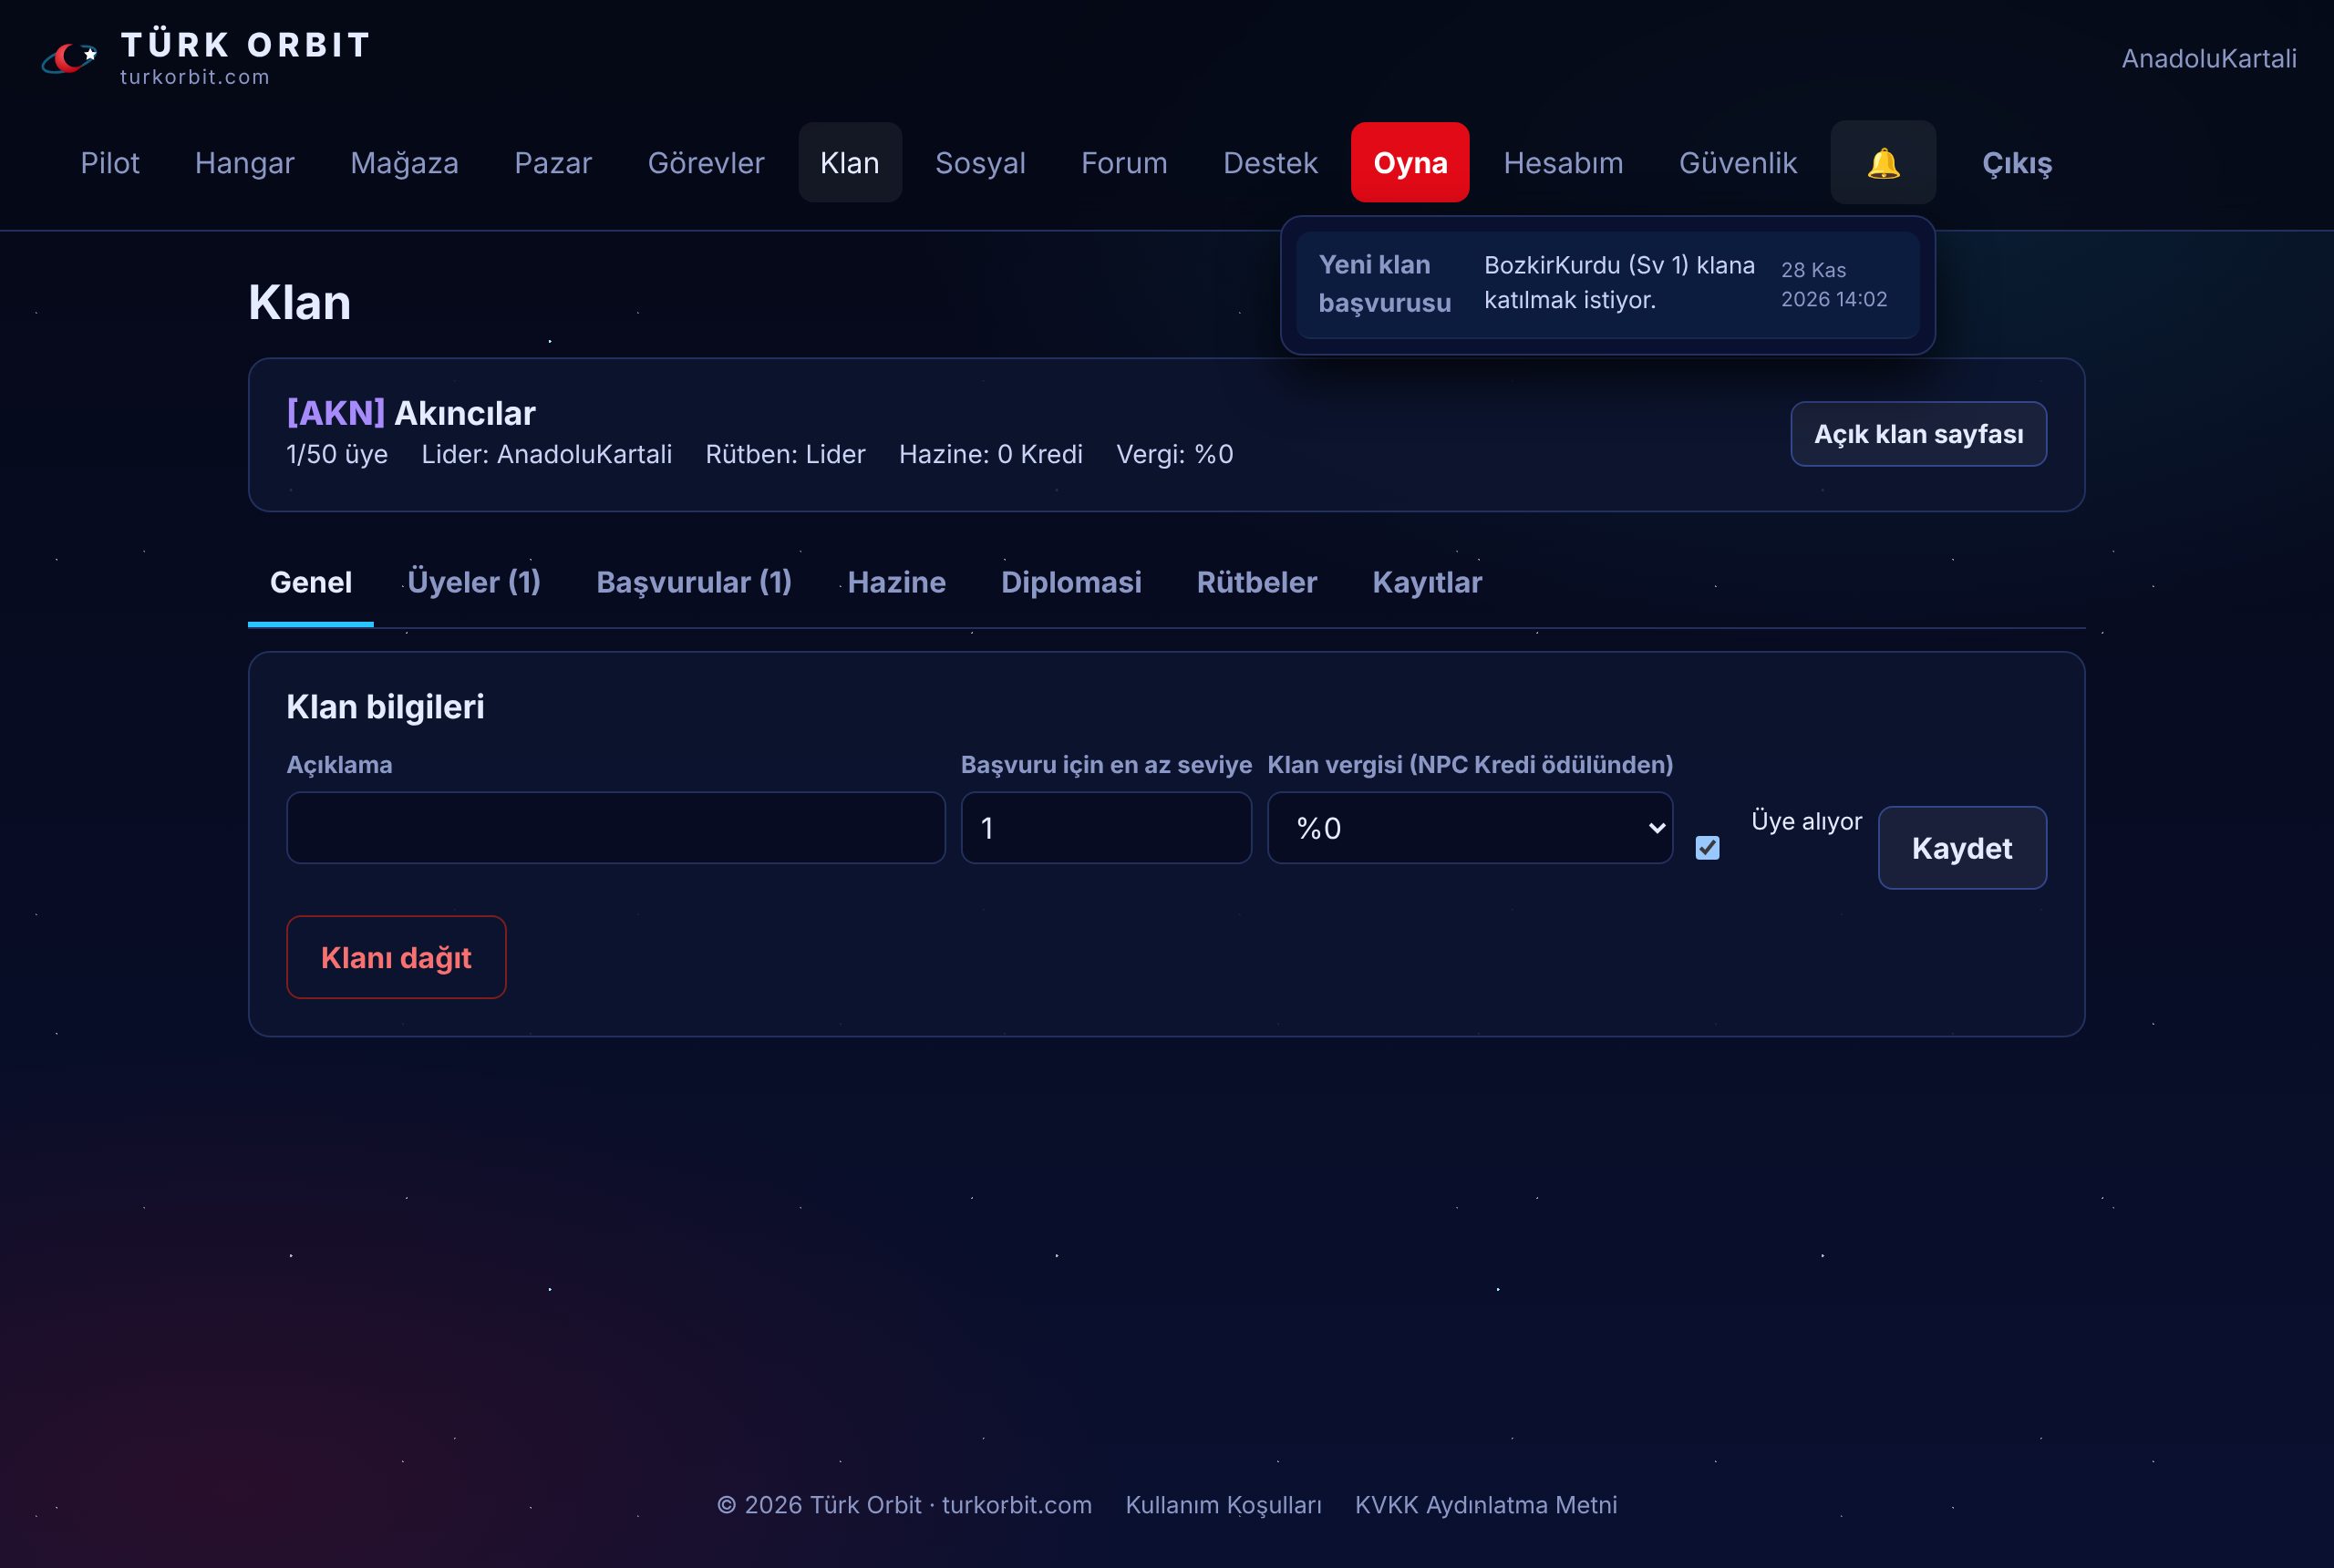 TÜRK ORBIT
turkorbit.com
AnadoluKartali
Pilot Hangar Mağaza Pazar Görevler Klan Sosyal Forum Destek Oyna Hesabım Güvenlik 🔔 Çıkış
Yeni klan başvurusu
BozkirKurdu (Sv 1) klana katılmak istiyor.
28 Kas 2026 14:02
Klan
[AKN] Akıncılar
1/50 üye Lider: AnadoluKartali Rütben: Lider Hazine: 0 Kredi Vergi: %0
Açık klan sayfası
Genel Üyeler (1) Başvurular (1) Hazine Diplomasi Rütbeler Kayıtlar
Klan bilgileri
Açıklama Başvuru için en az seviye Klan vergisi (NPC Kredi ödülünden)
1 %0 Üye alıyor Kaydet
Klanı dağıt
© 2026 Türk Orbit · turkorbit.com Kullanım Koşulları KVKK Aydınlatma Metni